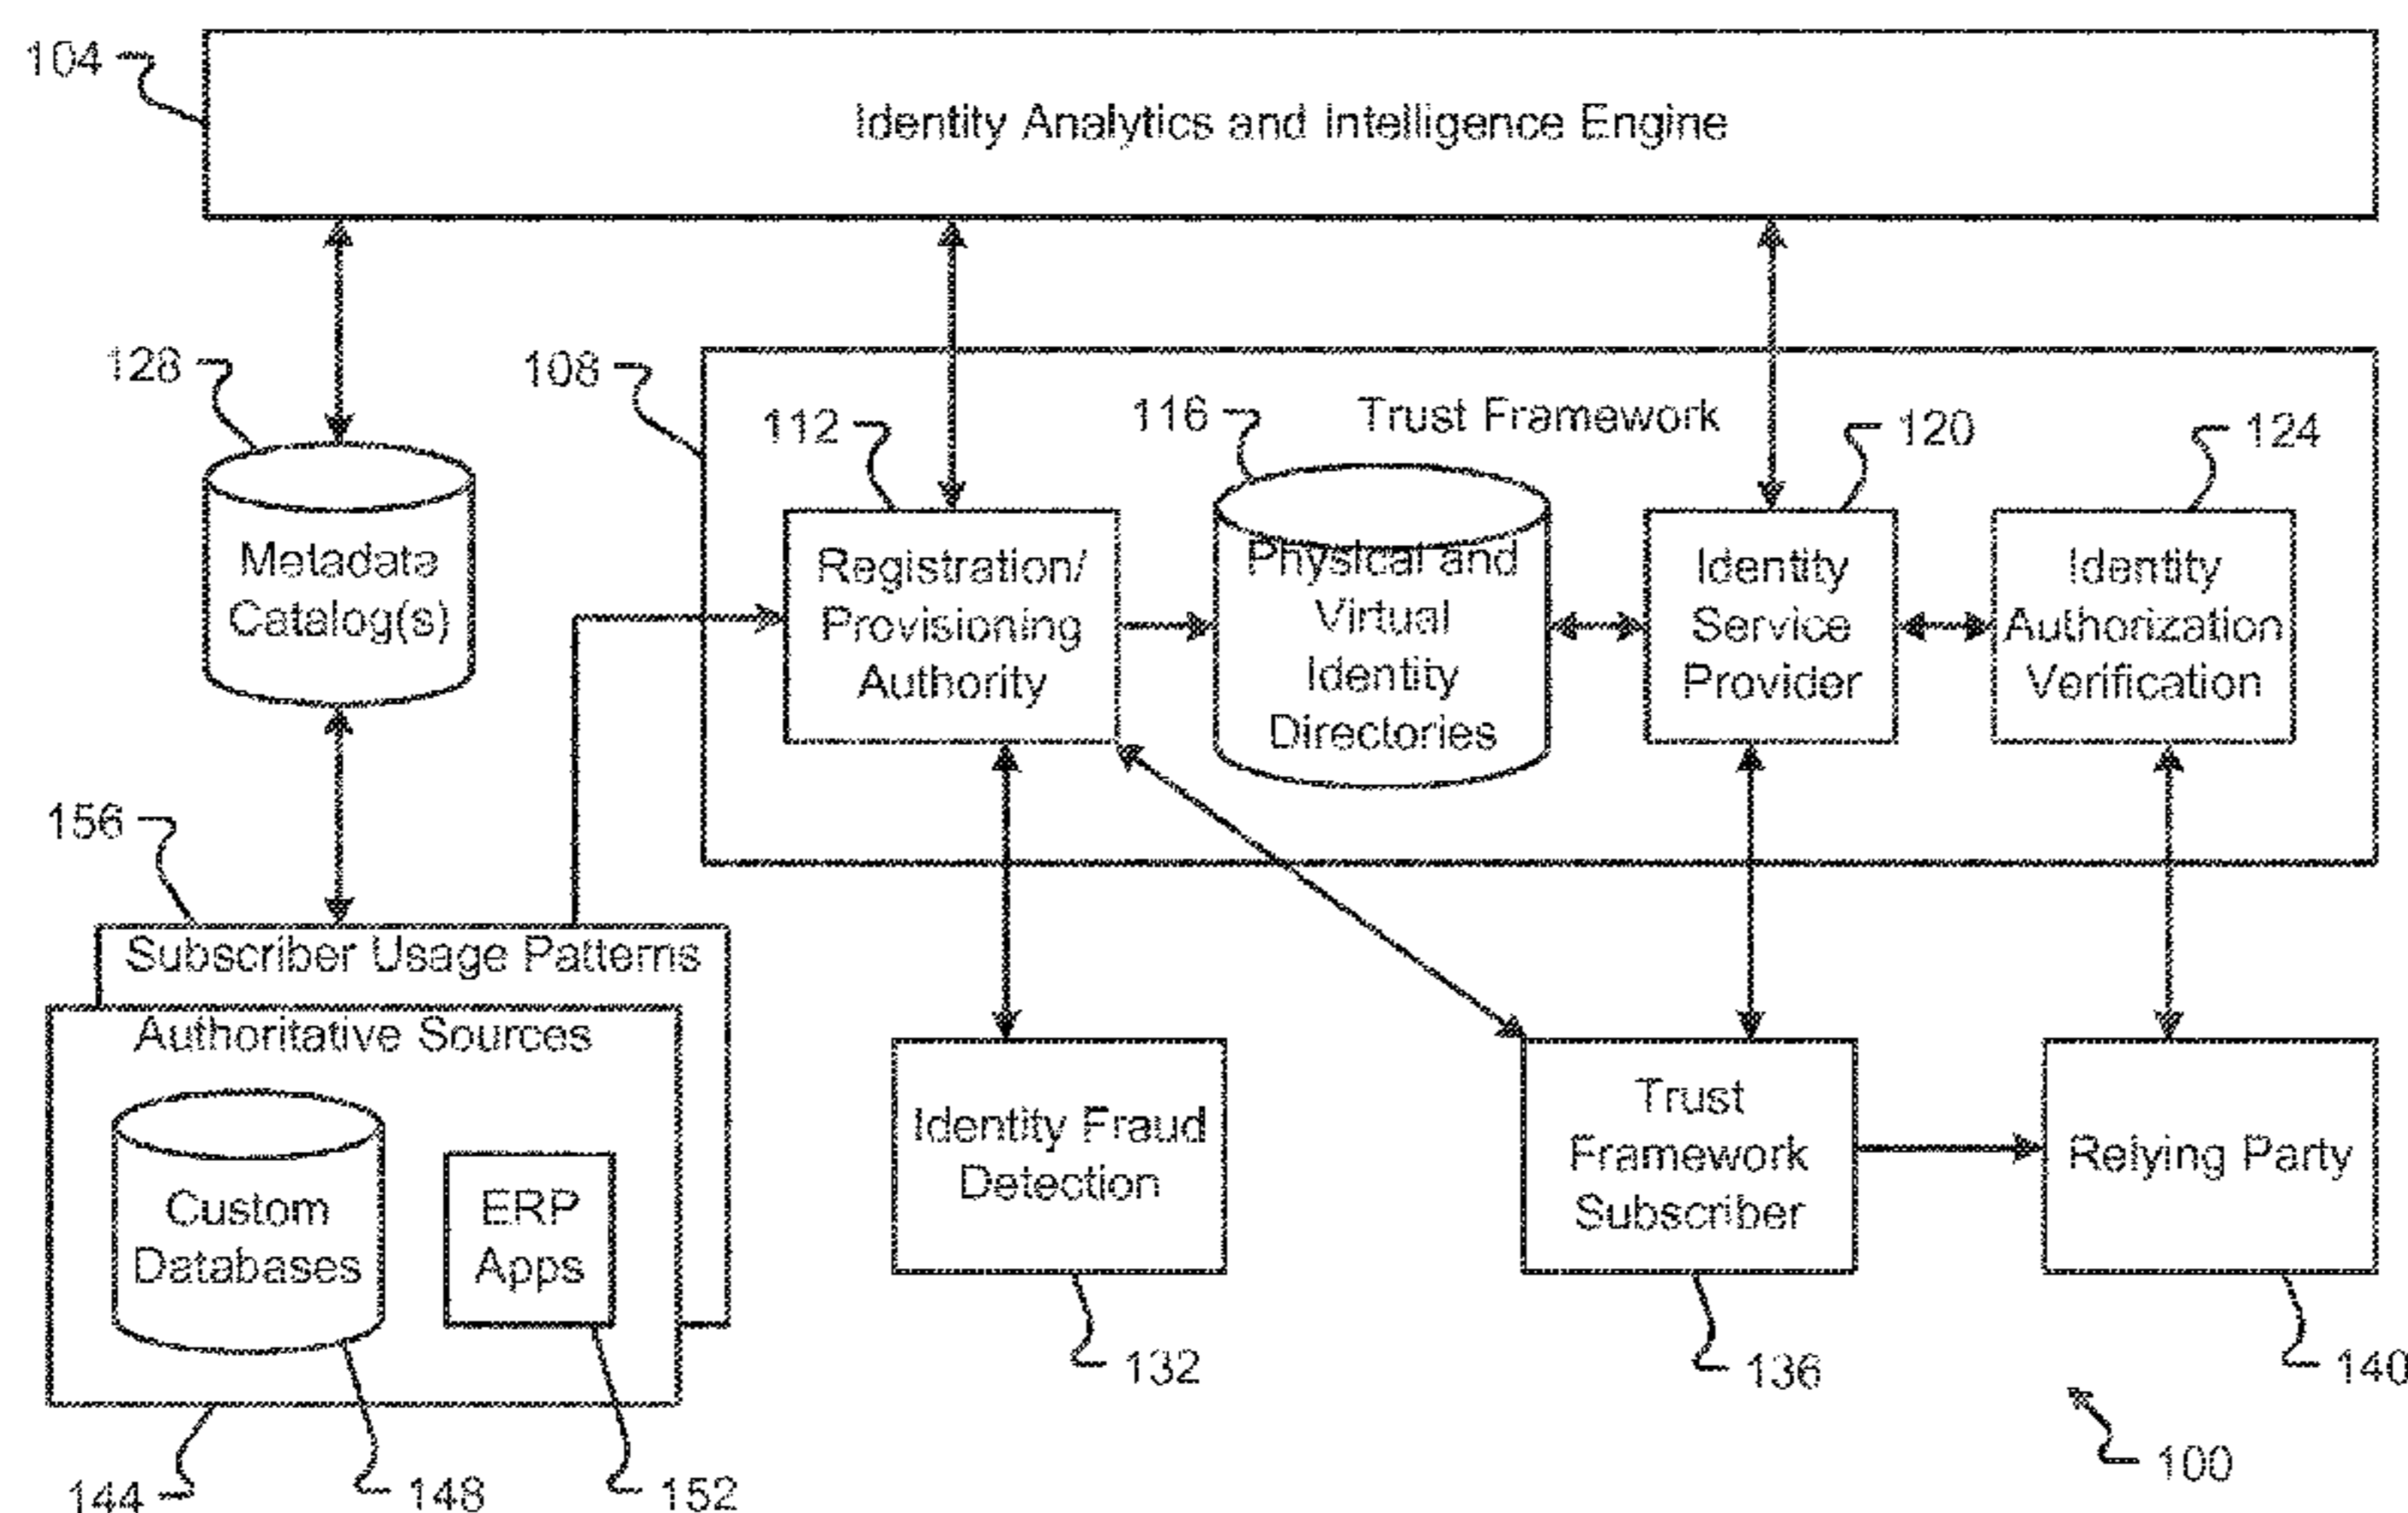 104
Identity Analytics and Intelligence Engine
128
108
112
116
Trust Framework
120
124
Metadate
Catalog(s)
Registration/
Provisioning
Authority
Physical and
Virtual
Identity
Directories
Identity
Service
Provider
Identity
Authorization
Verification
156
Subscriber Usage Patterns
Authoritative Sources
Custom
Databases
ERP
Apps
Identity Fraud
Detection
Trust
Framework
Subscriber
Relying Party
132
136
140
144
148
152
100